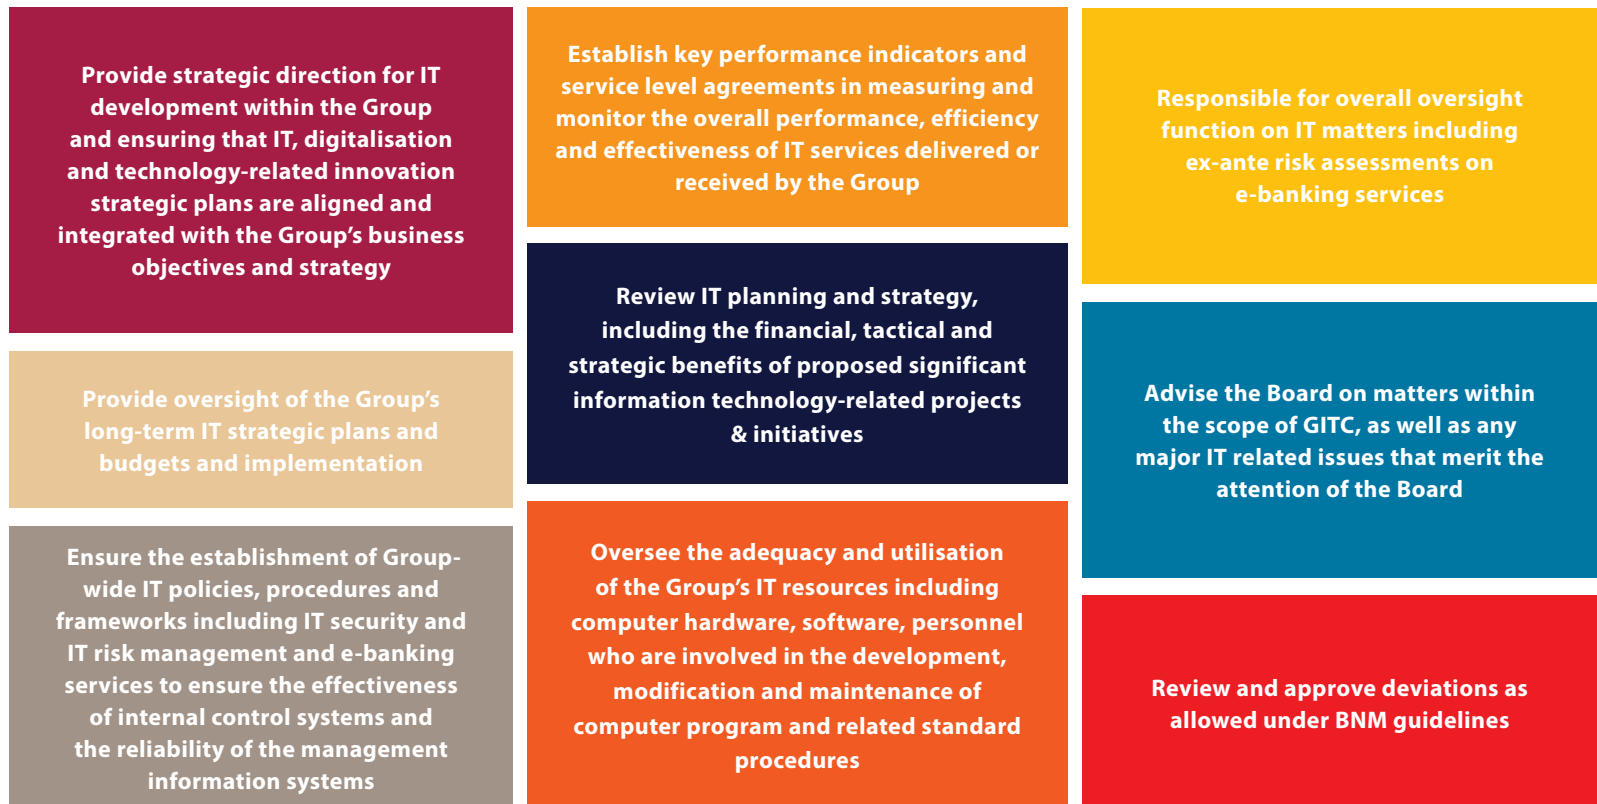 Provide strategic direction for IT
development within the Group
and ensuring that IT, digitalisation
and technology-related innovation
strategic plans are aligned and
integrated with the Group’s business
objectives and strategy
Provide oversight of the Group’s
long-term IT strategic plans and
budgets and implementation
Ensure the establishment of Group-
wide IT policies, procedures and
frameworks including IT security and
IT risk management and e-banking
services to ensure the effectiveness
of internal control systems and
the reliability of the management
information systems
Establish key performance indicators and
service level agreements in measuring and
monitor the overall performance, efficiency
and effectiveness of IT services delivered or
received by the Group
Review IT planning and strategy,
including the financial, tactical and
strategic benefits of proposed significant
information technology-related projects
& initiatives
Oversee the adequacy and utilisation
of the Group’s IT resources including
computer hardware, software, personnel
who are involved in the development,
modification and maintenance of
computer program and related standard
procedures
Responsible for overall oversight
function on IT matters including
ex-ante risk assessments on
e-banking services
Advise the Board on matters within
the scope of GITC, as well as any
major IT related issues that merit the
attention of the Board
Review and approve deviations as
allowed under BNM guidelines